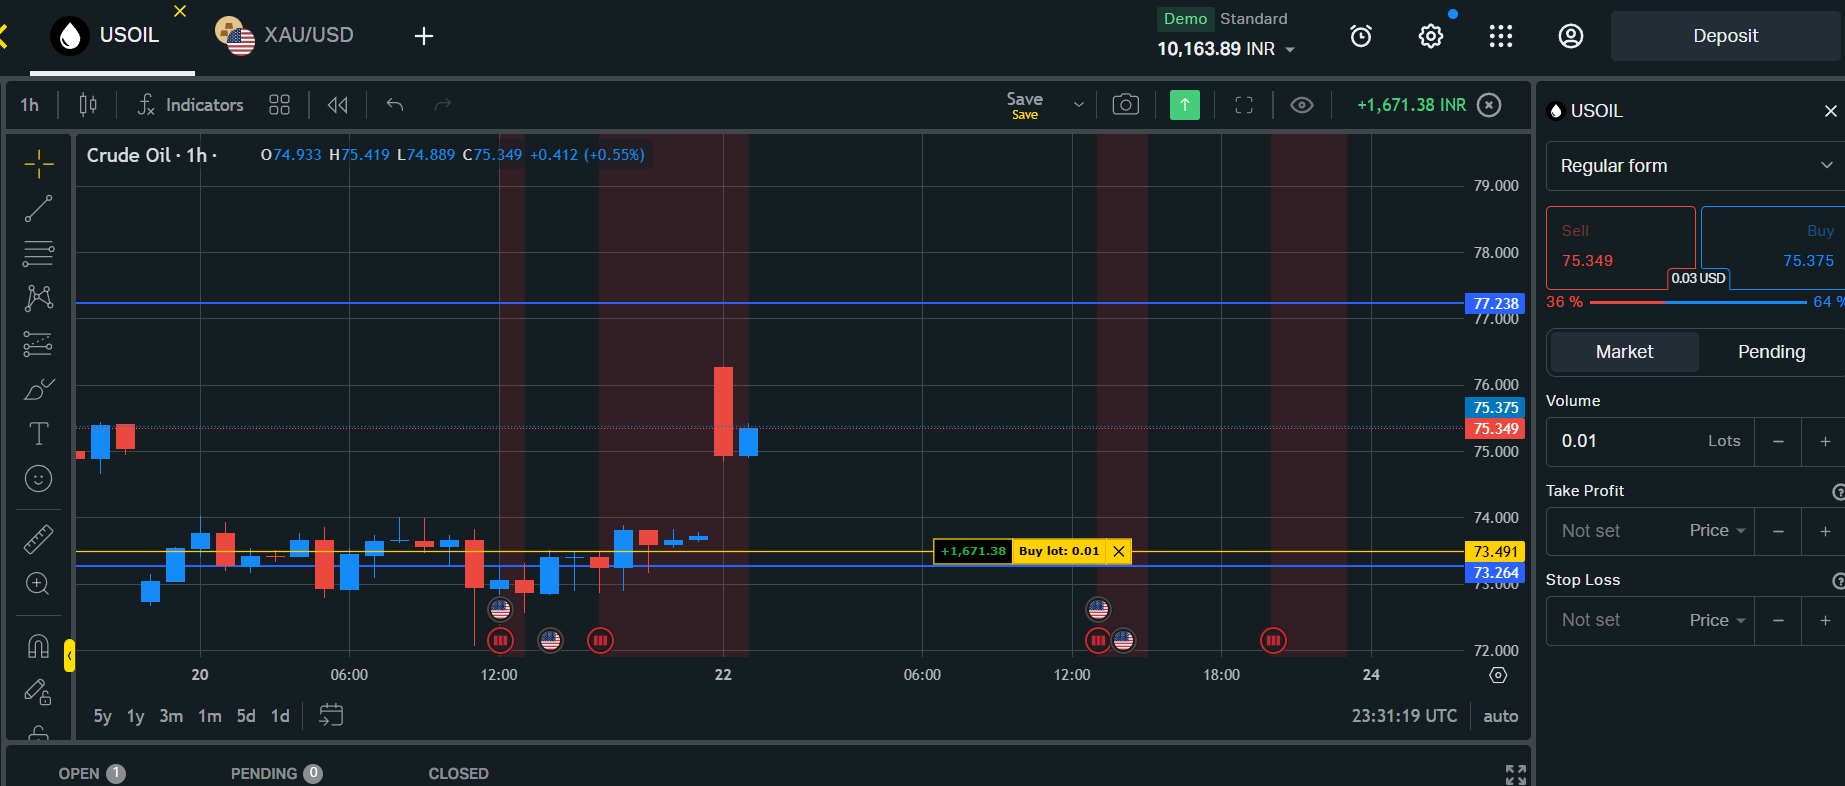 USOIL
XAU/USD
Demo Standard
10,163.89 INR
Deposit
1h
Indicators
Save
Save
+1,671.38 INR
USOIL
Crude Oil · 1h · O74.933 H75.419 L74.889 C75.349 +0.412 (+0.55%)
Regular form
Sell
75.349
Buy
75.375
0.03 USD
36 %
64 %
Market
Pending
Volume
0.01
Lots
Take Profit
Not set
Price
Stop Loss
Not set
Price
79.000
78.000
77.238
77.000
76.000
75.375
75.349
75.000
74.000
73.491
73.264
73.000
72.000
+1,671.38 Buy lot: 0.01
20
06:00
12:00
22
06:00
12:00
18:00
24
5y 1y 3m 1m 5d 1d
23:31:19 UTC
auto
OPEN 1
PENDING 0
CLOSED